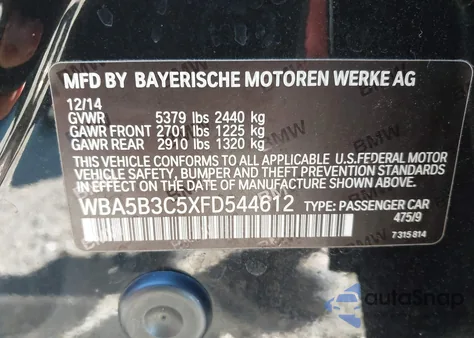 MFD BY BAYERISCHE MOTOREN WERKE AG
12/14
GVWR 5379 lbs 2440 kg
GAWR FRONT 2701 lbs 1225 kg
GAWR REAR 2910 lbs 1320 kg
THIS VEHICLE CONFORMS TO ALL APPLICABLE U.S.FEDERAL MOTOR
VEHICLE SAFETY, BUMPER AND THEFT PREVENTION STANDARDS
IN EFFECT ON THE DATE OF MANUFACTURE SHOWN ABOVE.
WBA5B3C5XFD544612 TYPE: PASSENGER CAR
475/9
7315814
autoSnap